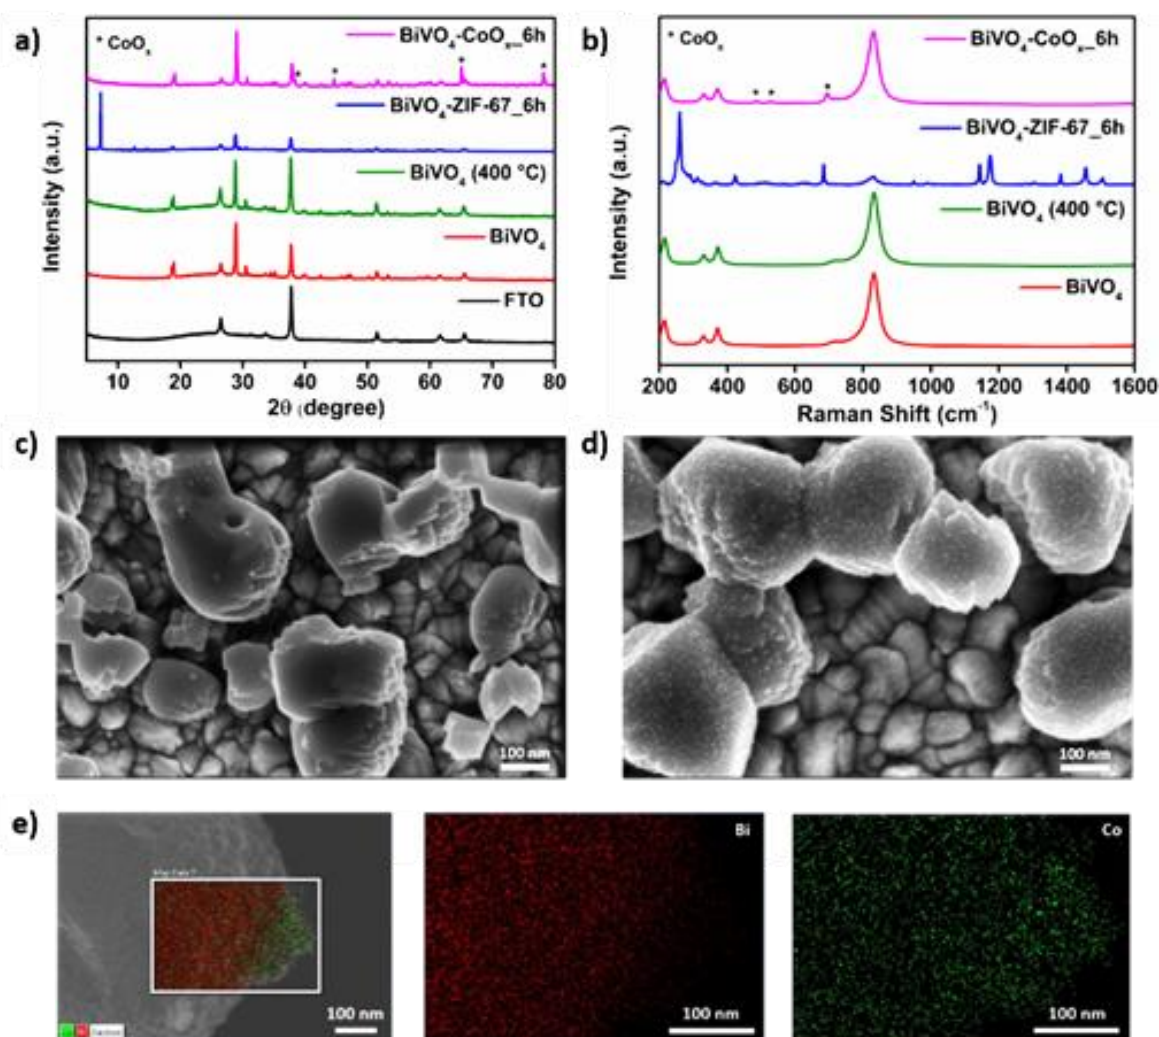 a)
* CoOₓ
BiVO₄-CoOₓ_6h
BiVO₄-ZIF-67_6h
BiVO₄ (400 °C)
BiVO₄
FTO
Intensity (a.u.)
10 20 30 40 50 60 70 80
2θ (degree)
b)
* CoOₓ
BiVO₄-CoOₓ_6h
BiVO₄-ZIF-67_6h
BiVO₄ (400 °C)
BiVO₄
Intensity (a.u.)
200 400 600 800 1000 1200 1400 1600
Raman Shift (cm⁻¹)
c)
100 nm
d)
100 nm
e)
100 nm
Bi
100 nm
Co
100 nm